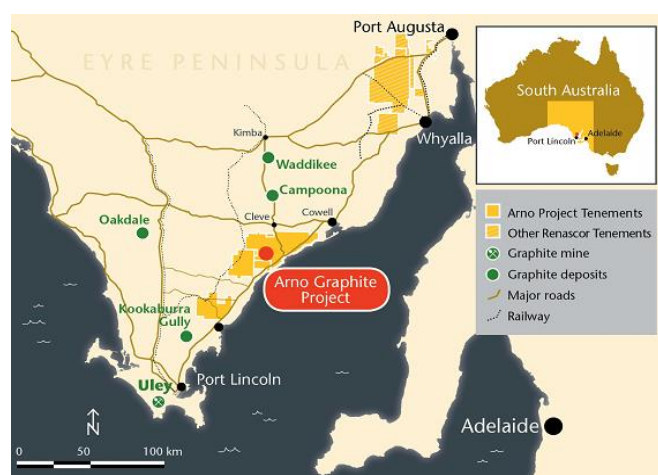 Port Augusta
EYRE PENINSULA
South Australia
Port Lincoln
Adelaide
Kimba
Whyalla
Waddikee
Campoona
Oakdale
Cleve
Cowell
Arno Graphite
Project
Kookaburra
Gully
Uley
Port Lincoln
Adelaide
N
0
50
100 km
Arno Project Tenements
Other Renascor Tenements
Graphite mine
Graphite deposits
Major roads
Railway